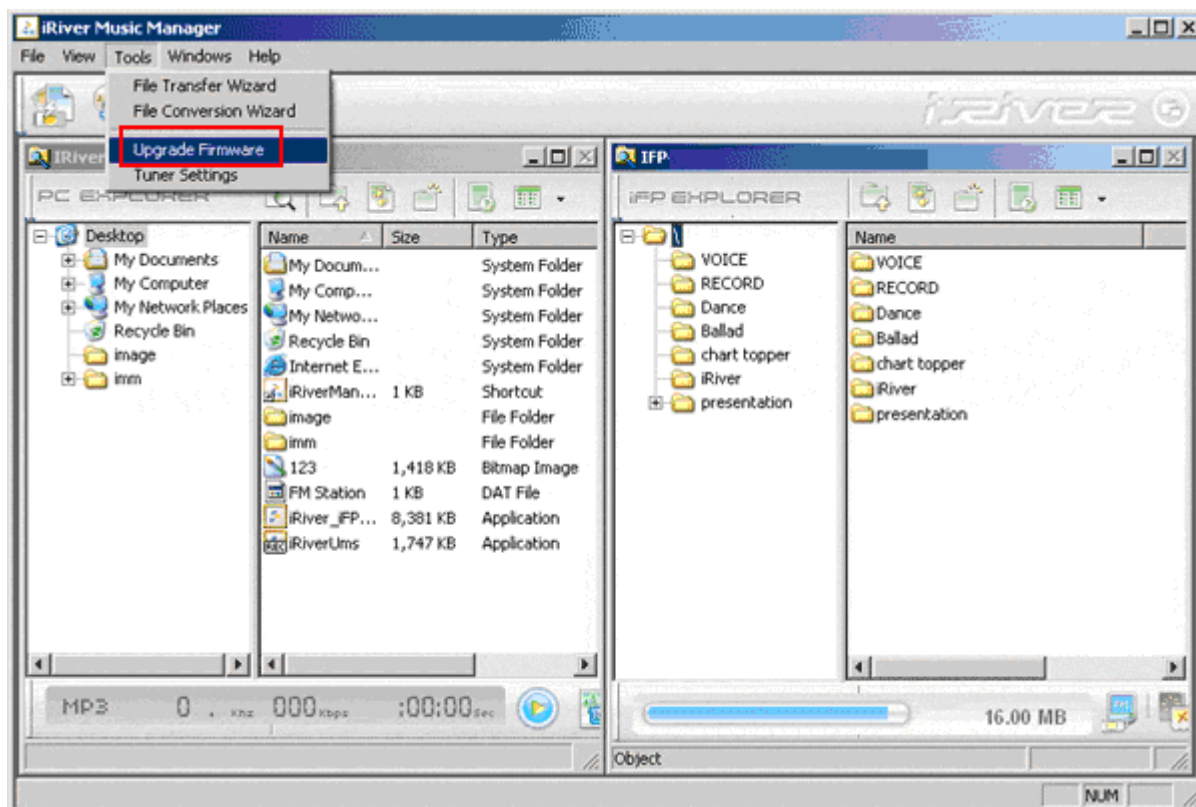 iRiver Music Manager
File View Tools Windows Help
File Transfer Wizard
File Conversion Wizard
Upgrade Firmware
Tuner Settings
iriver
IRiver
PC EXPLORER
Desktop
My Documents
My Computer
My Network Places
Recycle Bin
image
imm
Name Size Type
My Docum... System Folder
My Comp... System Folder
My Netwo... System Folder
Recycle Bin System Folder
Internet E... System Folder
iRiverMan... 1 KB Shortcut
image File Folder
imm File Folder
123 1,418 KB Bitmap Image
FM Station 1 KB DAT File
iRiver_iFP... 8,381 KB Application
iRiverUms 1,747 KB Application
MP3 0 . KHz 000 Kbps :00:00 Sec
IFP
iFP EXPLORER
\
VOICE
RECORD
Dance
Ballad
chart topper
iRiver
presentation
Name
VOICE
RECORD
Dance
Ballad
chart topper
iRiver
presentation
16.00 MB
Object
NUM